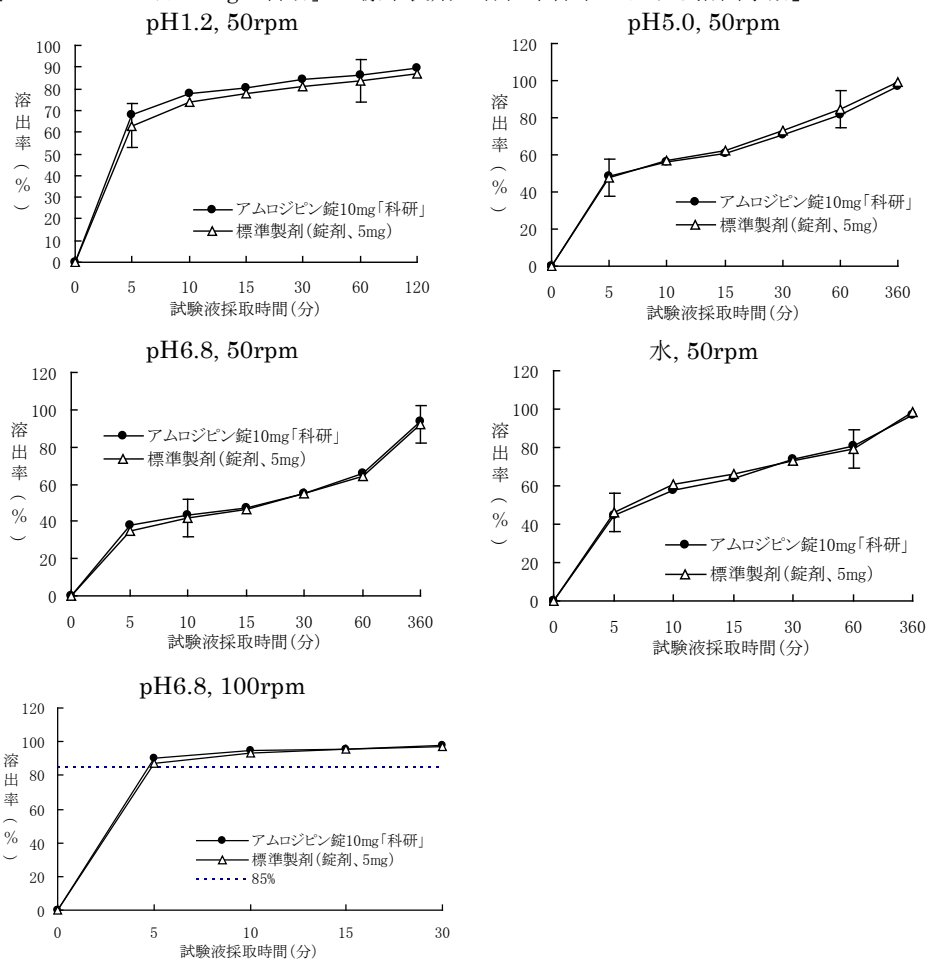 pH1.2, 50rpm
100
90
80
70
60
50
40
30
20
10
0
溶出率(%)
アムロジピン錠10mg「科研」
標準製剤(錠剤、5mg)
0 5 10 15 30 60 120
試験液採取時間(分)
pH5.0, 50rpm
120
100
80
60
40
20
0
溶出率(%)
アムロジピン錠10mg「科研」
標準製剤(錠剤、5mg)
0 5 10 15 30 60 360
試験液採取時間(分)
pH6.8, 50rpm
120
100
80
60
40
20
0
溶出率(%)
アムロジピン錠10mg「科研」
標準製剤(錠剤、5mg)
0 5 10 15 30 60 360
試験液採取時間(分)
水, 50rpm
120
100
80
60
40
20
0
溶出率(%)
アムロジピン錠10mg「科研」
標準製剤(錠剤、5mg)
0 5 10 15 30 60 360
試験液採取時間(分)
pH6.8, 100rpm
120
100
80
60
40
20
0
溶出率(%)
アムロジピン錠10mg「科研」
標準製剤(錠剤、5mg)
85%
0 5 10 15 30
試験液採取時間(分)